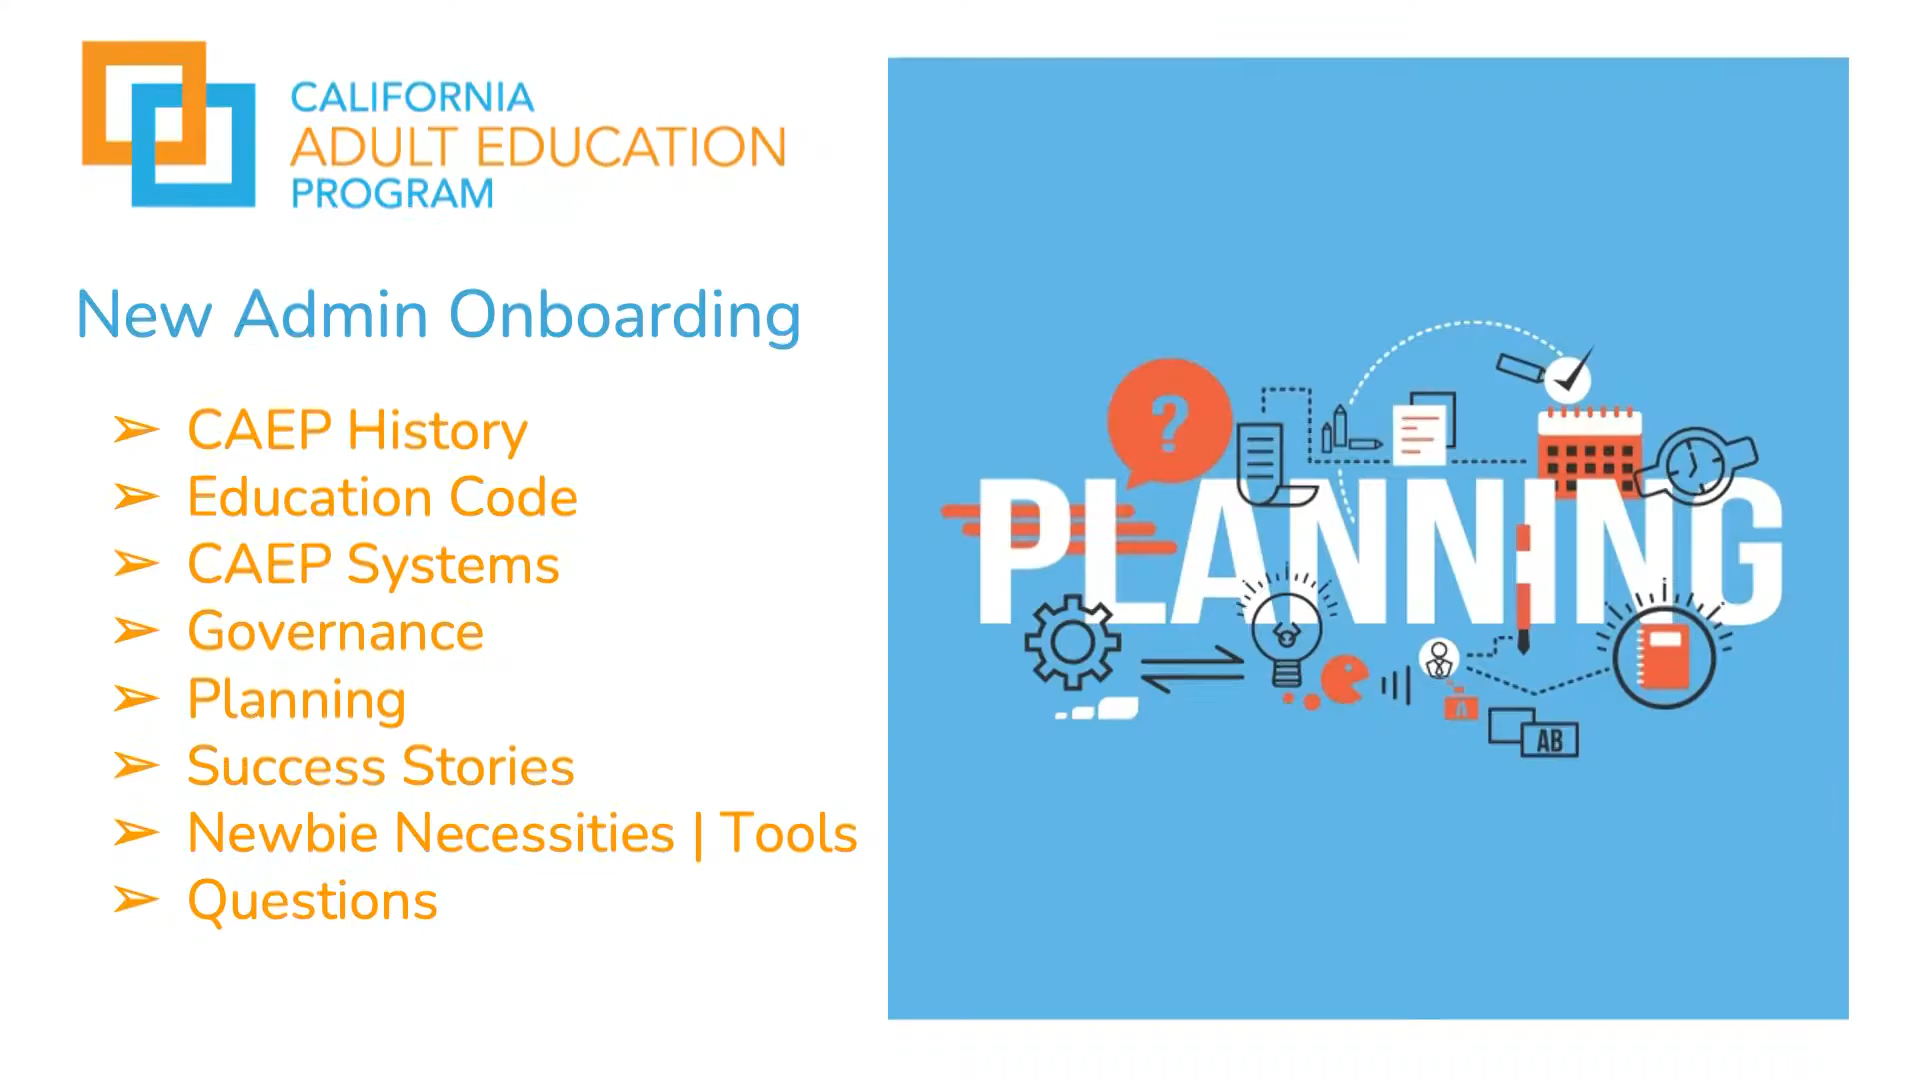 CALIFORNIA
ADULT EDUCATION
PROGRAM
New Admin Onboarding
➢ CAEP History
➢ Education Code
➢ CAEP Systems
➢ Governance
➢ Planning
➢ Success Stories
➢ Newbie Necessities | Tools
➢ Questions
?
PLANNING
A
AB